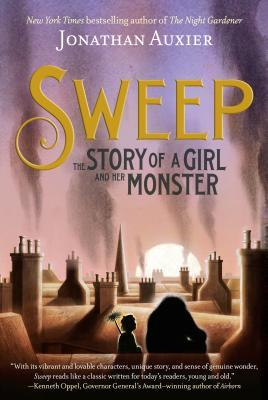 New York Times bestselling author of The Night Gardener
JONATHAN AUXIER
SWEEP
THE STORY OF A GIRL
AND HER MONSTER
“With its vibrant and lovable characters, unique story, and sense of genuine wonder,
Sweep reads like a classic written for today’s readers, young and old.”
—Kenneth Oppel, Governor General’s Award–winning author of Airborn